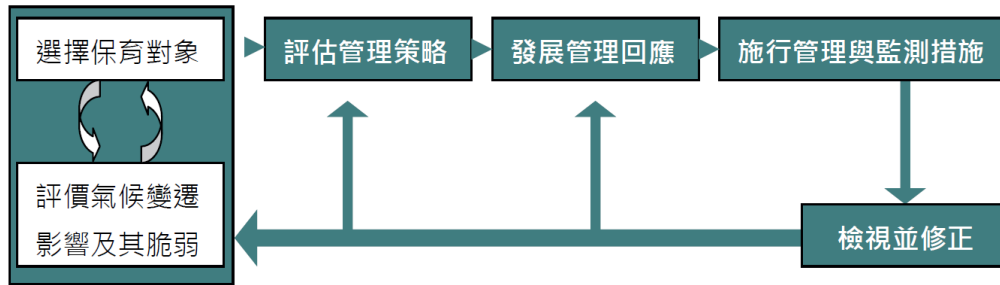 選擇保育對象
評估管理策略
發展管理回應
施行管理與監測措施
評價氣候變遷
影響及其脆弱
檢視並修正